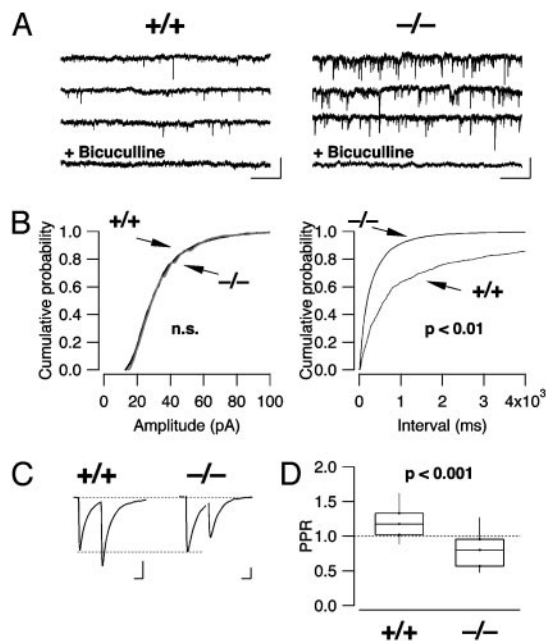 A
+/+
−/−
+ Bicuculline
+ Bicuculline
B
Cumulative probability
1.0
0.8
0.6
0.4
0.2
0.0
+/+
−/−
n.s.
0 20 40 60 80 100
Amplitude (pA)
Cumulative probability
1.0
0.8
0.6
0.4
0.2
0.0
−/−
+/+
p < 0.01
0 1 2 3 4x10³
Interval (ms)
C
+/+
−/−
D
p < 0.001
PPR
2.0
1.5
1.0
0.5
0.0
+/+
−/−